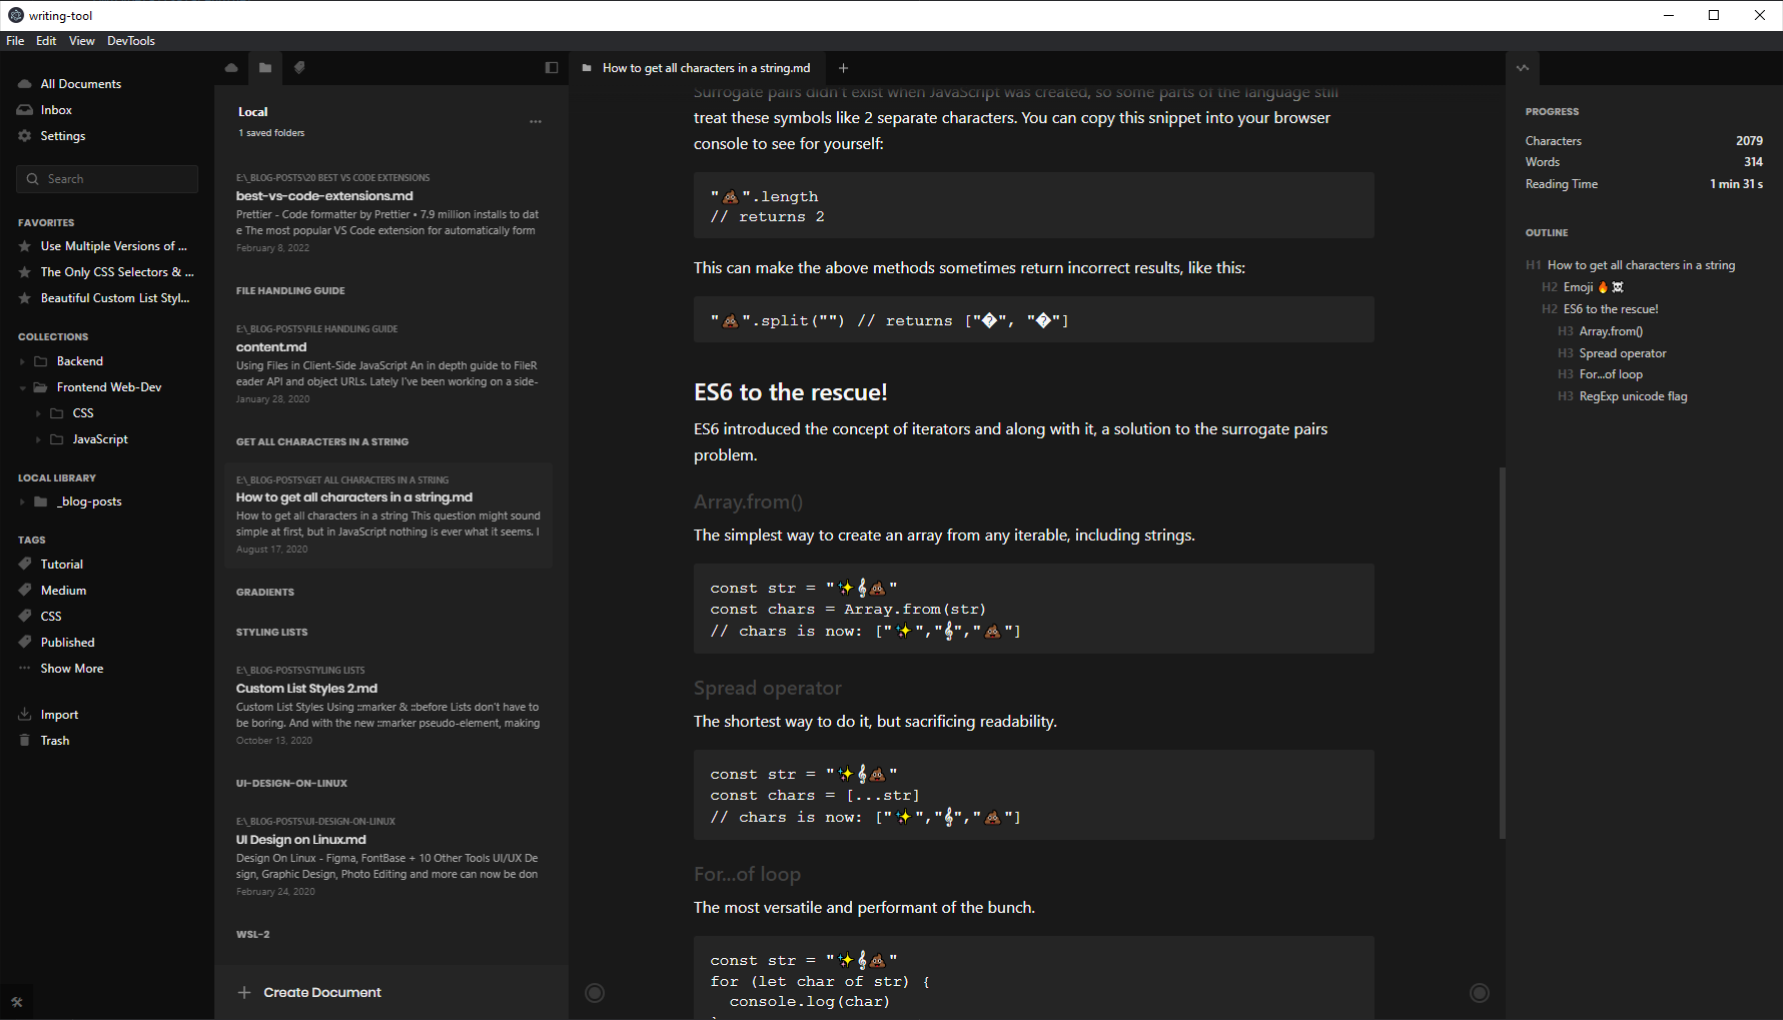 writing-tool
File Edit View DevTools
All Documents
Inbox
Settings
Search
FAVORITES
Use Multiple Versions of ...
The Only CSS Selectors & ...
Beautiful Custom List Styl...
COLLECTIONS
Backend
Frontend Web-Dev
CSS
JavaScript
LOCAL LIBRARY
_blog-posts
TAGS
Tutorial
Medium
CSS
Published
Show More
Import
Trash
Local
1 saved folders
E:\_BLOG-POSTS\20 BEST VS CODE EXTENSIONS
best-vs-code-extensions.md
Prettier - Code formatter by Prettier • 7.9 million installs to dat
e The most popular VS Code extension for automatically form
February 8, 2022
FILE HANDLING GUIDE
E:\_BLOG-POSTS\FILE HANDLING GUIDE
content.md
Using Files in Client-Side JavaScript An in depth guide to FileR
eader API and object URLs. Lately I've been working on a side-
January 28, 2020
GET ALL CHARACTERS IN A STRING
E:\_BLOG-POSTS\GET ALL CHARACTERS IN A STRING
How to get all characters in a string.md
How to get all characters in a string This question might sound
simple at first, but in JavaScript nothing is ever what it seems. I
August 17, 2020
GRADIENTS
STYLING LISTS
E:\_BLOG-POSTS\STYLING LISTS
Custom List Styles 2.md
Custom List Styles Using ::marker & ::before Lists don't have to
be boring. And with the new ::marker pseudo-element, making
October 13, 2020
UI-DESIGN-ON-LINUX
E:\_BLOG-POSTS\UI-DESIGN-ON-LINUX
UI Design on Linux.md
Design On Linux - Figma, FontBase + 10 Other Tools UI/UX De
sign, Graphic Design, Photo Editing and more can now be don
February 24, 2020
WSL-2
+ Create Document
How to get all characters in a string.md +
Surrogate pairs didn't exist when JavaScript was created, so some parts of the language still
treat these symbols like 2 separate characters. You can copy this snippet into your browser
console to see for yourself:
"💩".length
// returns 2
This can make the above methods sometimes return incorrect results, like this:
"💩".split("") // returns ["�", "�"]
ES6 to the rescue!
ES6 introduced the concept of iterators and along with it, a solution to the surrogate pairs
problem.
Array.from()
The simplest way to create an array from any iterable, including strings.
const str = "✨𝄞💩"
const chars = Array.from(str)
// chars is now: ["✨","𝄞","💩"]
Spread operator
The shortest way to do it, but sacrificing readability.
const str = "✨𝄞💩"
const chars = [...str]
// chars is now: ["✨","𝄞","💩"]
For...of loop
The most versatile and performant of the bunch.
const str = "✨𝄞💩"
for (let char of str) {
console.log(char)
PROGRESS
Characters 2079
Words 314
Reading Time 1 min 31 s
OUTLINE
H1 How to get all characters in a string
H2 Emoji 🔥☠
H2 ES6 to the rescue!
H3 Array.from()
H3 Spread operator
H3 For...of loop
H3 RegExp unicode flag